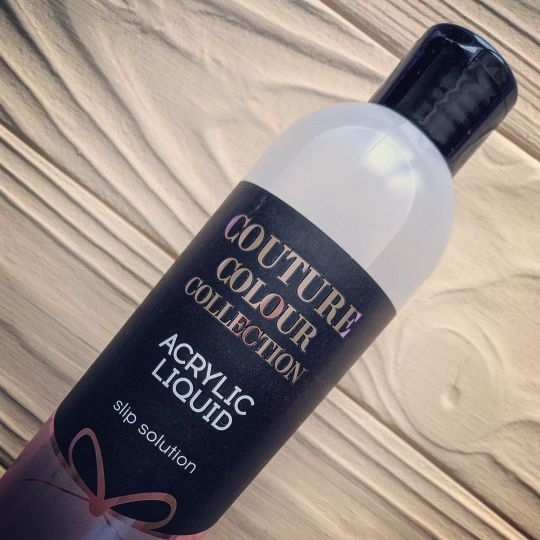 COUTURE
COLOUR
COLLECTION
ACRYLIC
LIQUID
slip solution